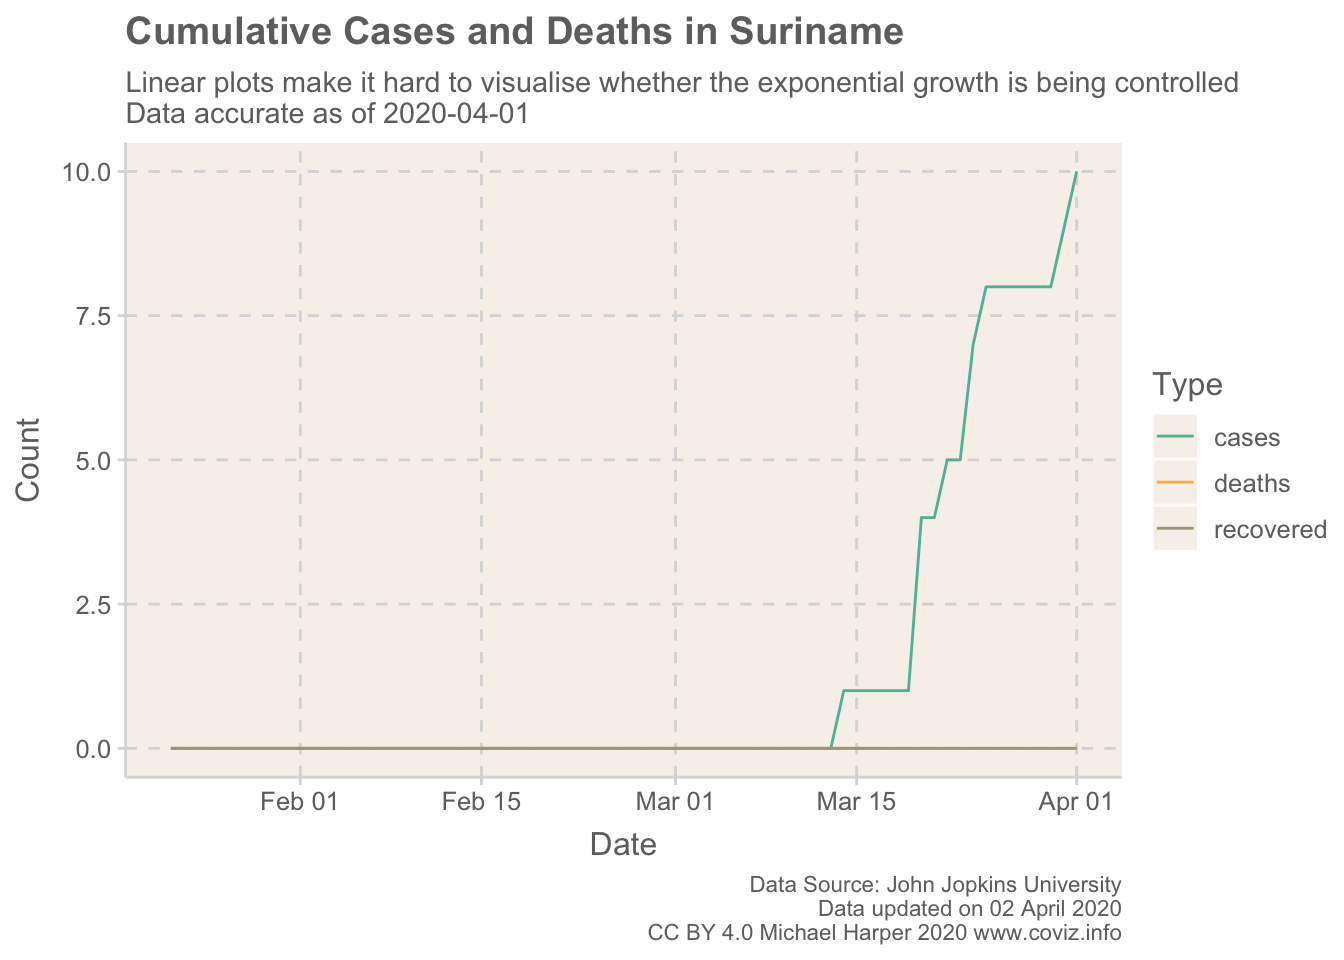 Cumulative Cases and Deaths in Suriname
Linear plots make it hard to visualise whether the exponential growth is being controlled
Data accurate as of 2020-04-01
10.0
7.5
5.0
2.5
0.0
Count
Feb 01
Feb 15
Mar 01
Mar 15
Apr 01
Date
Type
cases
deaths
recovered
Data Source: John Jopkins University
Data updated on 02 April 2020
CC BY 4.0 Michael Harper 2020 www.coviz.info